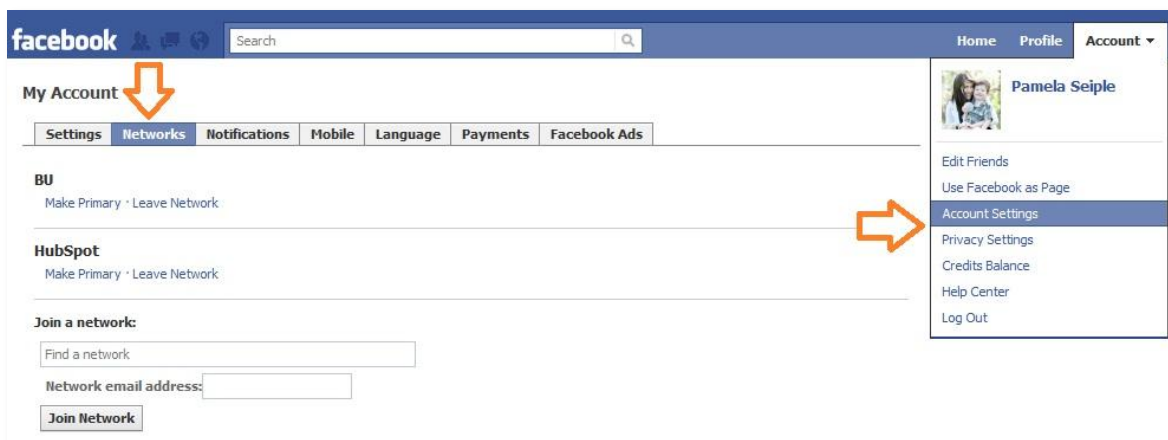 facebook
Search
Home Profile Account
My Account
Settings Networks Notifications Mobile Language Payments Facebook Ads
BU
Make Primary · Leave Network
HubSpot
Make Primary · Leave Network
Join a network:
Find a network
Network email address:
Join Network
Pamela Seiple
Edit Friends
Use Facebook as Page
Account Settings
Privacy Settings
Credits Balance
Help Center
Log Out